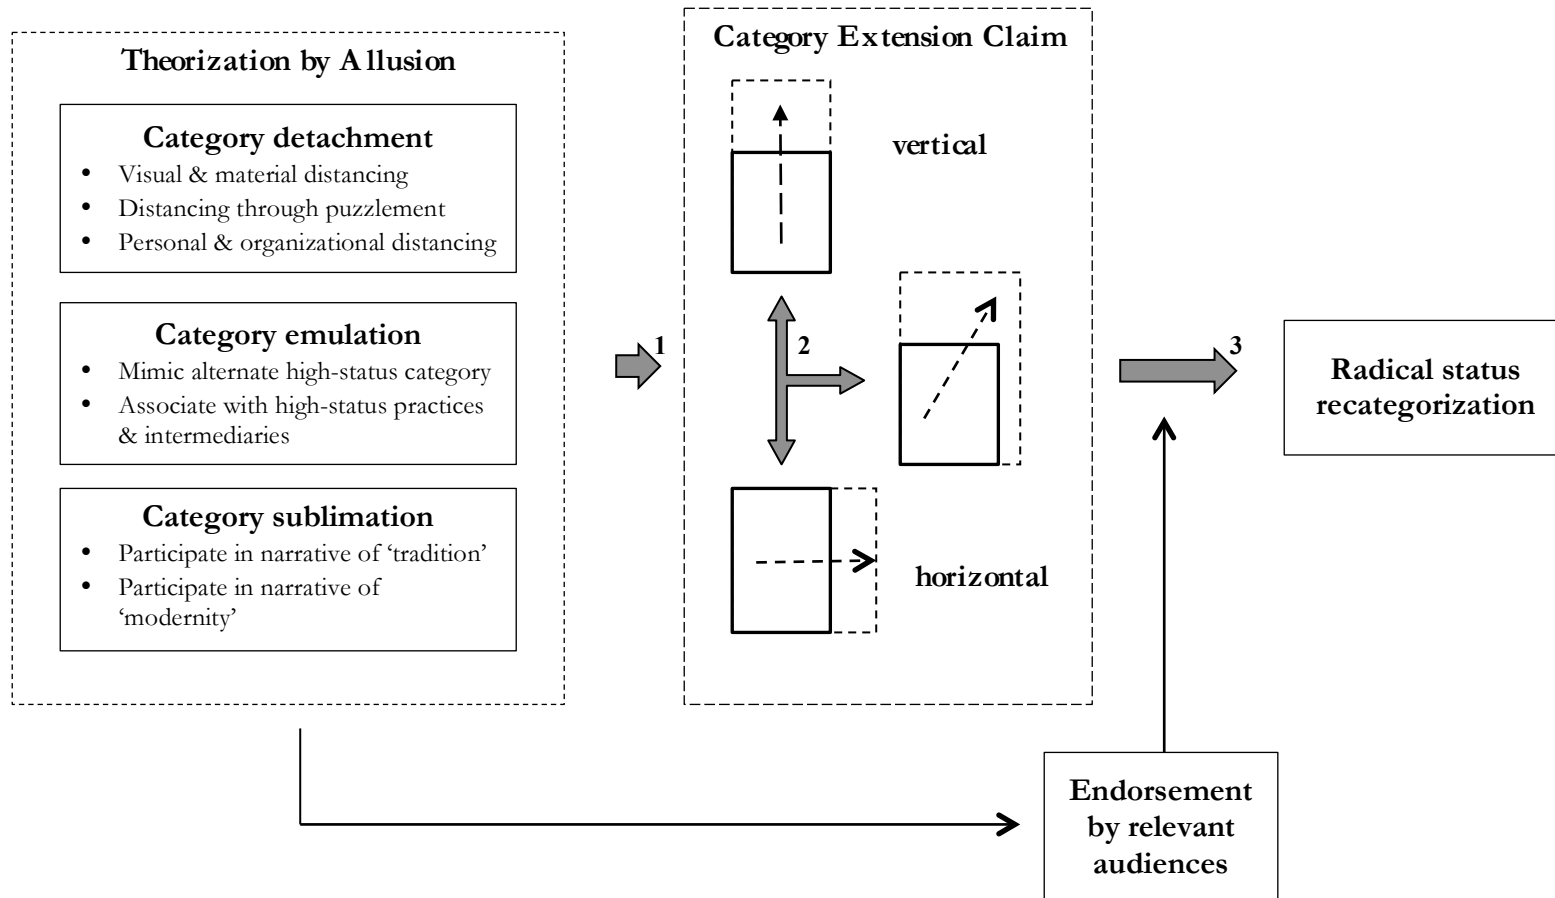 Theorization by Allusion
Category detachment
• Visual & material distancing
• Distancing through puzzlement
• Personal & organizational distancing
Category emulation
• Mimic alternate high-status category
• Associate with high-status practices
& intermediaries
Category sublimation
• Participate in narrative of ‘tradition’
• Participate in narrative of
‘modernity’
1
Category Extension Claim
vertical
2
horizontal
3
Radical status
recategorization
Endorsement
by relevant
audiences